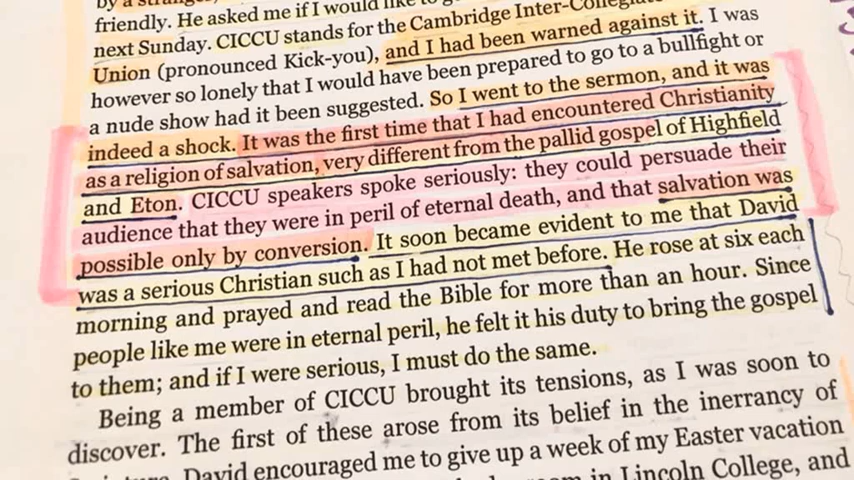 by a stranger,
friendly. He asked me if I would like to
next Sunday. CICCU stands for the Cambridge Inter-Collegiate
Union (pronounced Kick-you), and I had been warned against it. I was
however so lonely that I would have been prepared to go to a bullfight or
a nude show had it been suggested. So I went to the sermon, and it was
indeed a shock. It was the first time that I had encountered Christianity
as a religion of salvation, very different from the pallid gospel of Highfield
and Eton. CICCU speakers spoke seriously: they could persuade their
audience that they were in peril of eternal death, and that salvation was
possible only by conversion. It soon became evident to me that David
was a serious Christian such as I had not met before. He rose at six each
morning and prayed and read the Bible for more than an hour. Since
people like me were in eternal peril, he felt it his duty to bring the gospel
to them; and if I were serious, I must do the same.
Being a member of CICCU brought its tensions, as I was soon to
discover. The first of these arose from its belief in the inerrancy of
David encouraged me to give up a week of my Easter vacation
in Lincoln College, and